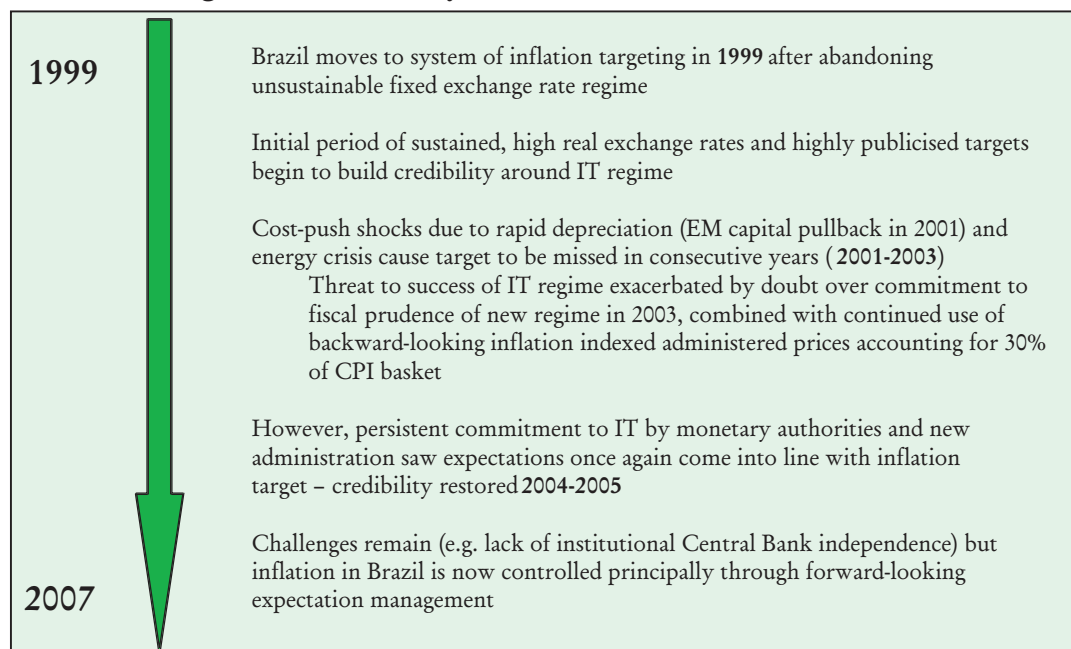 1999
Brazil moves to system of inflation targeting in 1999 after abandoning
unsustainable fixed exchange rate regime
Initial period of sustained, high real exchange rates and highly publicised targets
begin to build credibility around IT regime
Cost-push shocks due to rapid depreciation (EM capital pullback in 2001) and
energy crisis cause target to be missed in consecutive years ( 2001-2003)
Threat to success of IT regime exacerbated by doubt over commitment to
fiscal prudence of new regime in 2003, combined with continued use of
backward-looking inflation indexed administered prices accounting for 30%
of CPI basket
However, persistent commitment to IT by monetary authorities and new
administration saw expectations once again come into line with inflation
target – credibility restored 2004-2005
Challenges remain (e.g. lack of institutional Central Bank independence) but
inflation in Brazil is now controlled principally through forward-looking
expectation management
2007